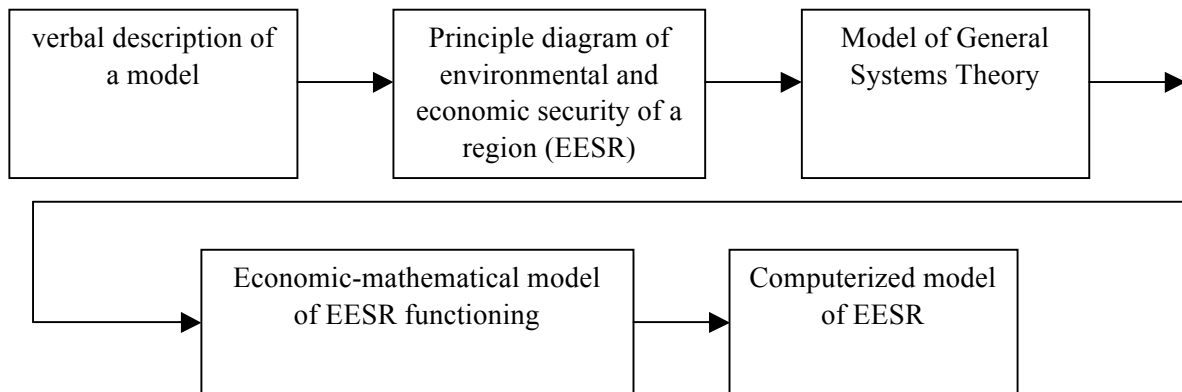 verbal description of
a model
Principle diagram of
environmental and
economic security of a
region (EESR)
Model of General
Systems Theory
Economic-mathematical model
of EESR functioning
Computerized model
of EESR